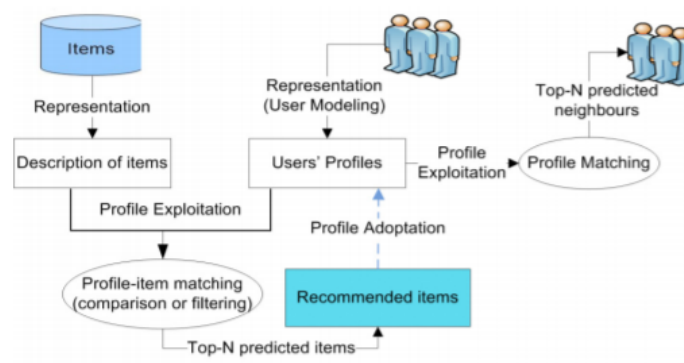 Items
Representation
(User Modeling)
Top-N predicted
neighbours
Representation
Description of items
Users' Profiles
Profile
Exploitation
Profile Matching
Profile Exploitation
Profile Adoptation
Profile-item matching
(comparison or filtering)
Recommended items
Top-N predicted items